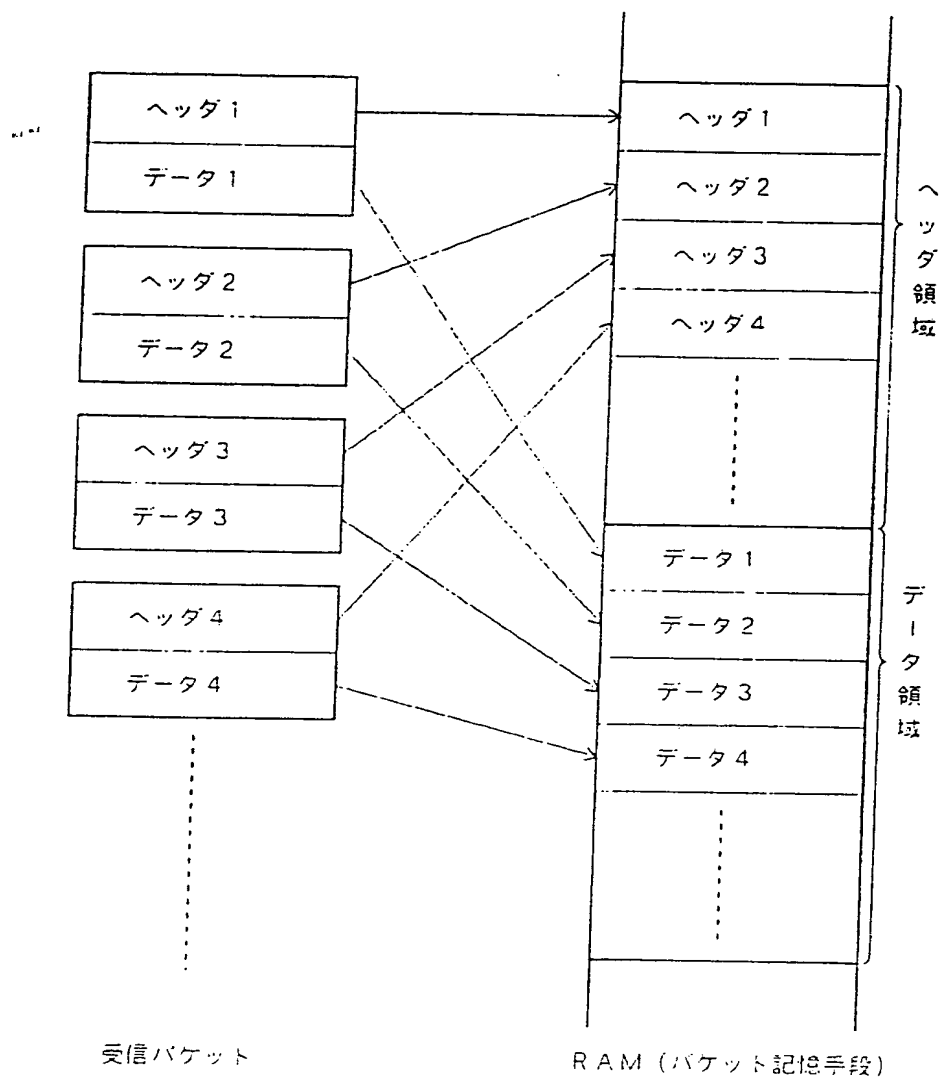 ヘッダ1
データ1
ヘッダ2
データ2
ヘッダ3
データ3
ヘッダ4
データ4
受信パケット
ヘッダ1
ヘッダ2
ヘッダ3
ヘッダ4
データ1
データ2
データ3
データ4
ヘッダ領域
データ領域
RAM (パケット記憶手段)